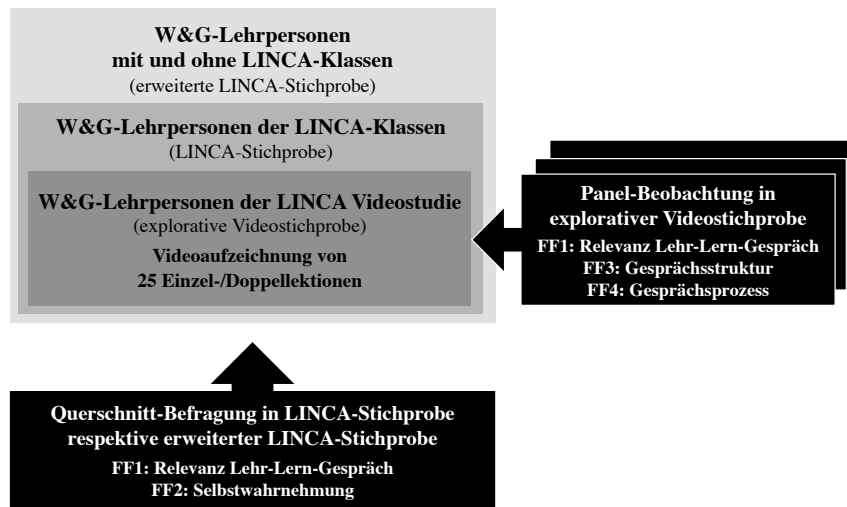 W&G-Lehrpersonen
mit und ohne LINCA-Klassen
(erweiterte LINCA-Stichprobe)
W&G-Lehrpersonen der LINCA-Klassen
(LINCA-Stichprobe)
W&G-Lehrpersonen der LINCA Videostudie
(explorative Videostichprobe)
Videoaufzeichnung von
25 Einzel-/Doppellektionen
Panel-Beobachtung in
explorativer Videostichprobe
FF1: Relevanz Lehr-Lern-Gespräch
FF3: Gesprächsstruktur
FF4: Gesprächsprozess
Querschnitt-Befragung in LINCA-Stichprobe
respektive erweiterter LINCA-Stichprobe
FF1: Relevanz Lehr-Lern-Gespräch
FF2: Selbstwahrnehmung